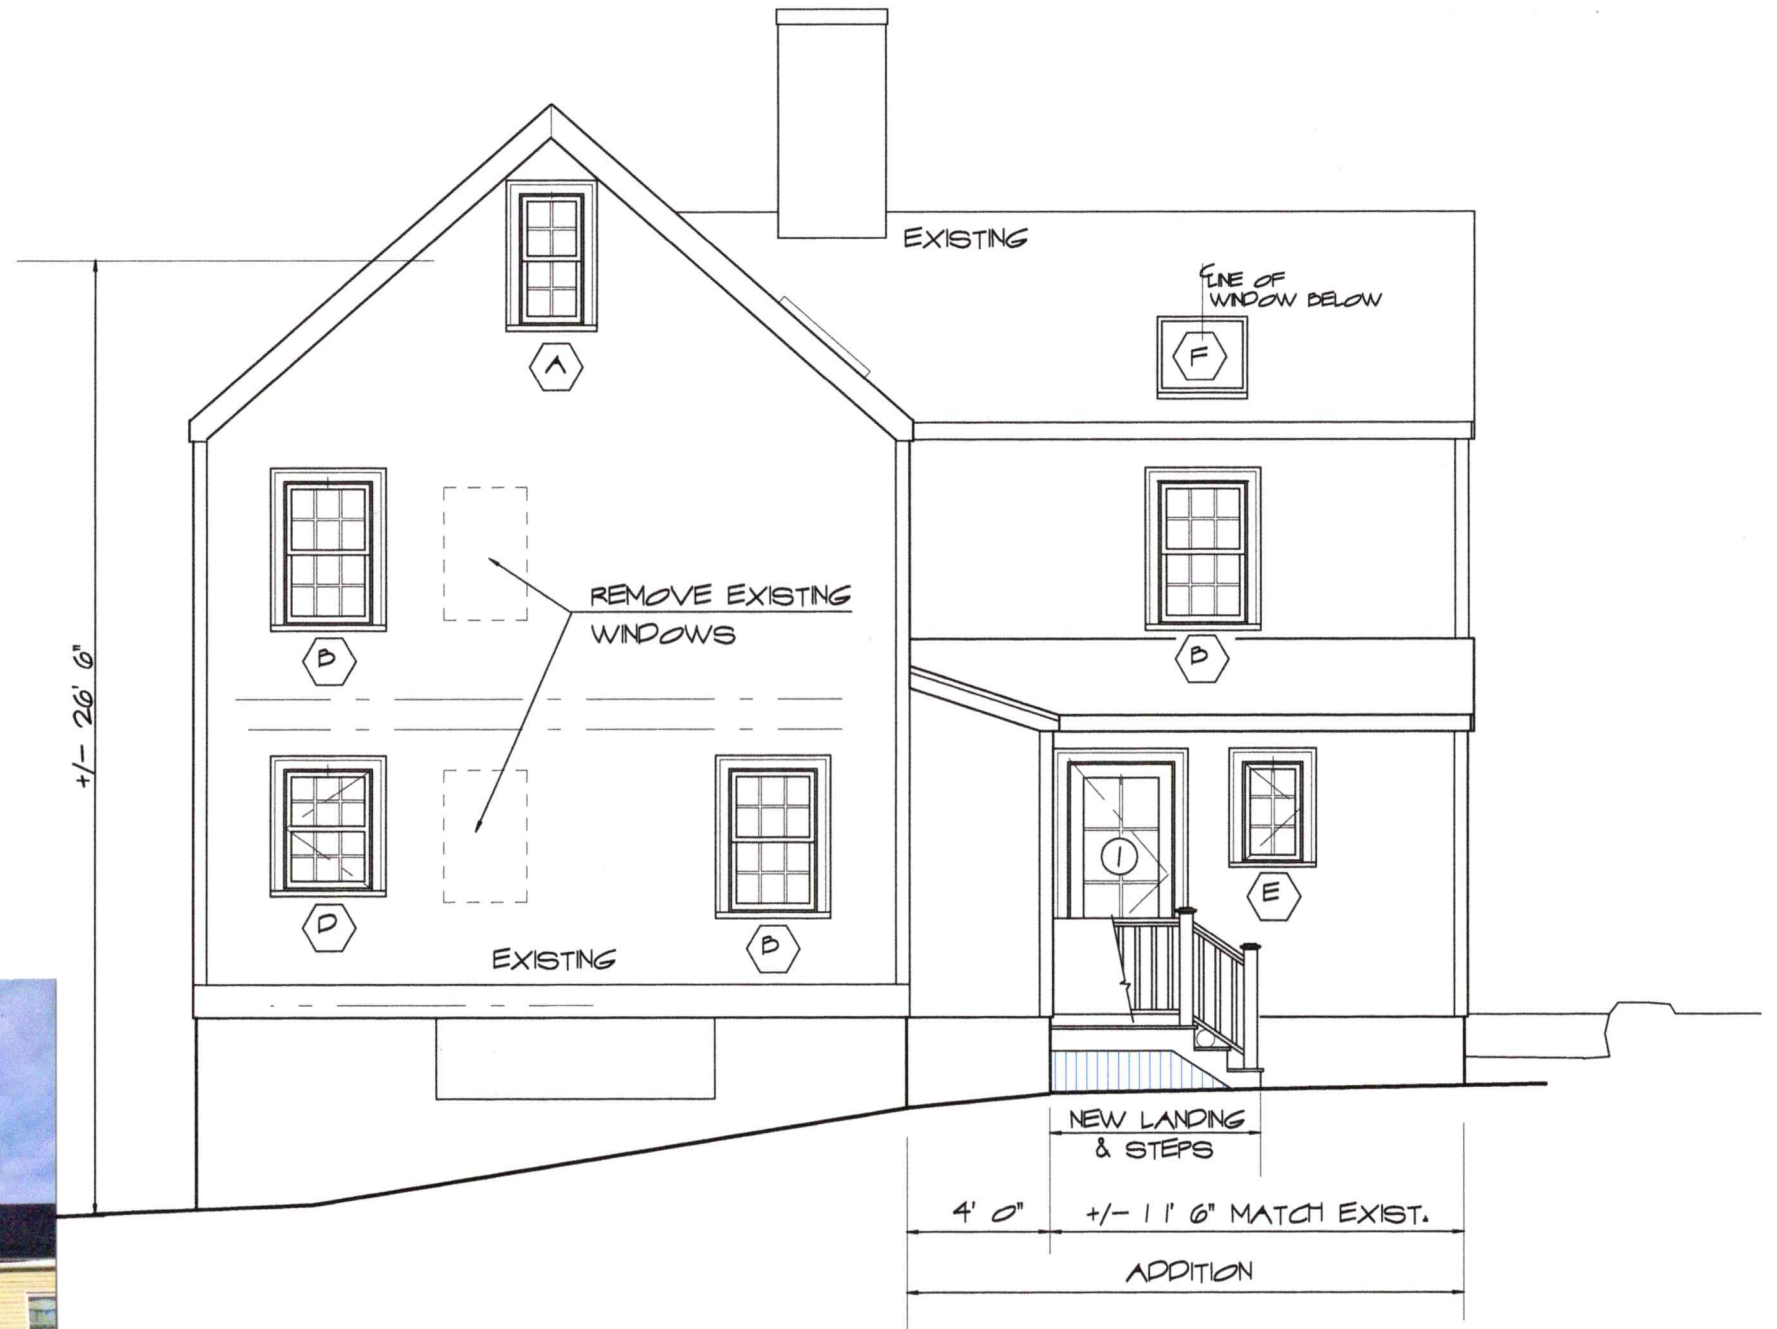 EXISTING
℄ LINE OF
WINDOW BELOW
F
A
REMOVE EXISTING
WINDOWS
B
B
+/- 26' 6"
1
D
B
E
EXISTING
NEW LANDING
& STEPS
4' 0"
+/- 11' 6" MATCH EXIST.
ADDITION